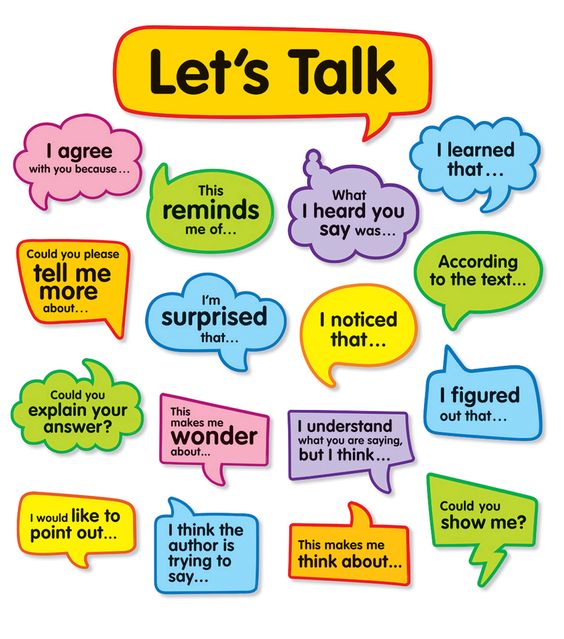 Let's Talk
I agree
with you because...
This
reminds
me of...
What
I heard you
say was...
I learned
that...
Could you please
tell me
more
about...
I'm
surprised
that...
I noticed
that...
According
to the text...
Could you
explain your
answer?
This
makes me
wonder
about...
I understand
what you are saying,
but I think...
I figured
out that...
I would like to
point out...
I think the
author is
trying to
say...
This makes me
think about...
Could you
show me?